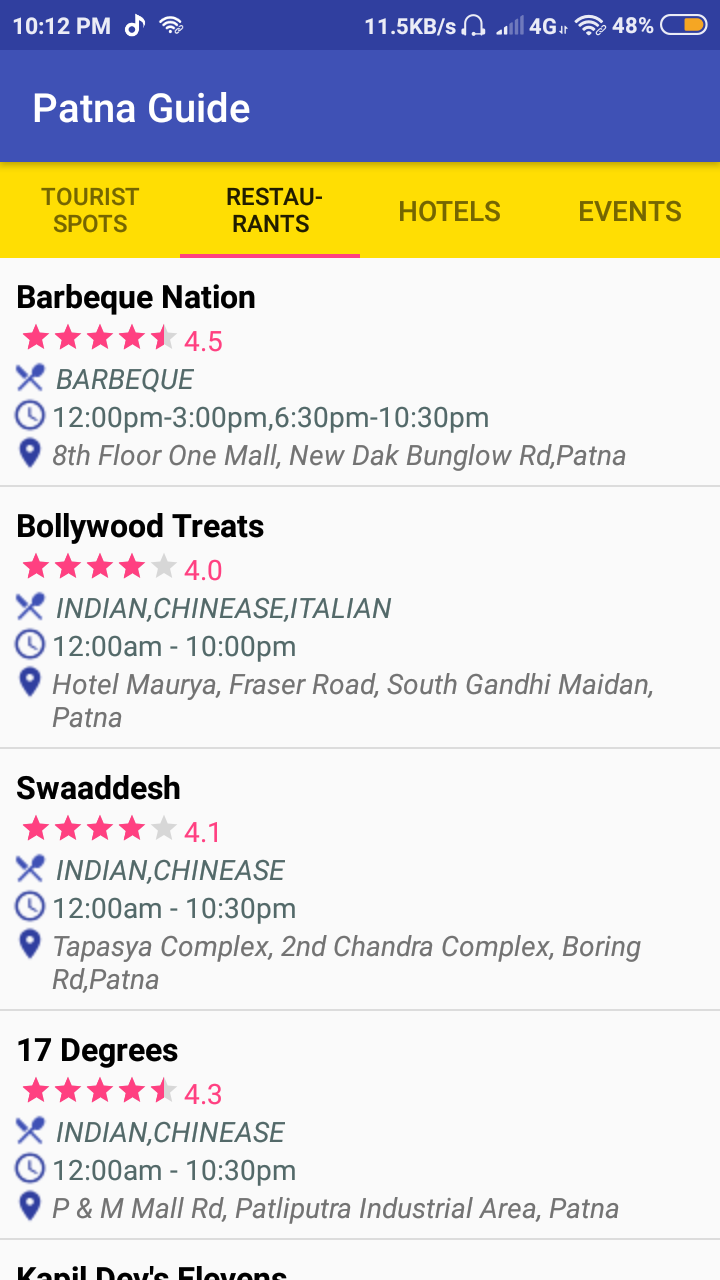 10:12 PM 11.5KB/s 4G 48%
Patna Guide
TOURIST
SPOTS
RESTAU-
RANTS
HOTELS
EVENTS
Barbeque Nation
4.5
BARBEQUE
12:00pm-3:00pm,6:30pm-10:30pm
8th Floor One Mall, New Dak Bunglow Rd,Patna
Bollywood Treats
4.0
INDIAN,CHINEASE,ITALIAN
12:00am - 10:00pm
Hotel Maurya, Fraser Road, South Gandhi Maidan,
Patna
Swaaddesh
4.1
INDIAN,CHINEASE
12:00am - 10:30pm
Tapasya Complex, 2nd Chandra Complex, Boring
Rd,Patna
17 Degrees
4.3
INDIAN,CHINEASE
12:00am - 10:30pm
P & M Mall Rd, Patliputra Industrial Area, Patna
Kapil Dev's Elevens